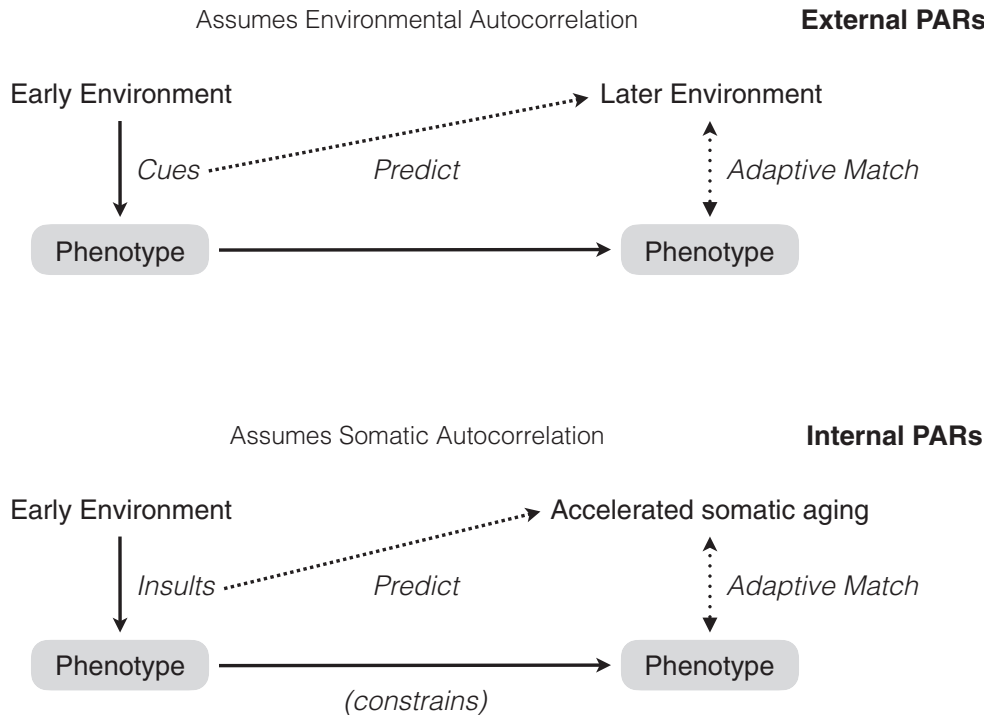 Assumes Environmental Autocorrelation External PARs
Early Environment Later Environment
Cues Predict Adaptive Match
Phenotype Phenotype
Assumes Somatic Autocorrelation Internal PARs
Early Environment Accelerated somatic aging
Insults Predict Adaptive Match
Phenotype Phenotype
(constrains)